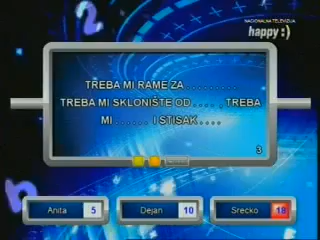 NACIONALNA TELEVIZIJA
happy :)
TREBA MI RAME ZA . . . . . . . . .
TREBA MI SKLONIŠTE OD . . . . . , TREBA
MI . . . . . . I STISAK . . . .
3
Anita 5 Dejan 10 Srecko 18